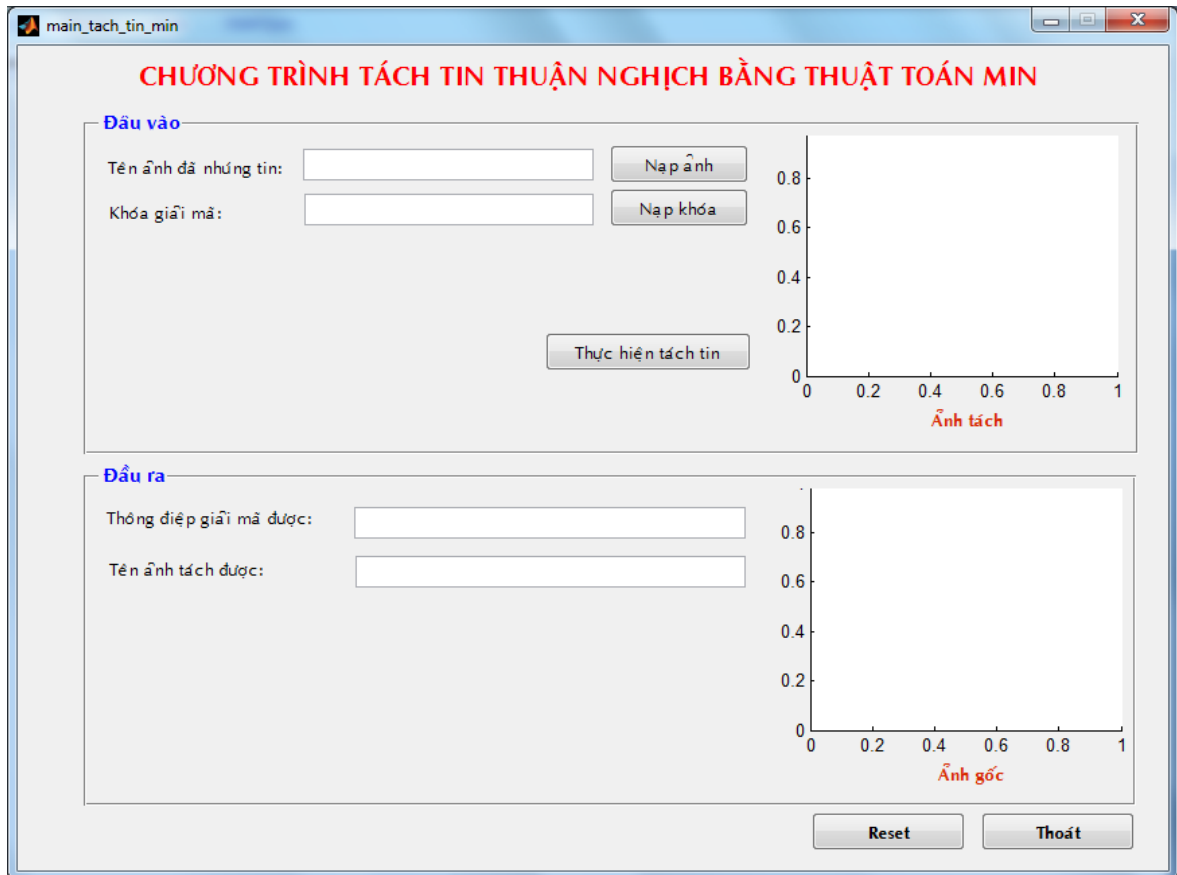 main_tach_tin_min
CHƯƠNG TRÌNH TÁCH TIN THUẬN NGHỊCH BẰNG THUẬT TOÁN MIN
Đầu vào
Tên ảnh đã nhúng tin:
Nạp ảnh
Khóa giải mã:
Nạp khóa
Thực hiện tách tin
0.8
0.6
0.4
0.2
0
0 0.2 0.4 0.6 0.8 1
Ảnh tách
Đầu ra
Thông điệp giải mã được:
Tên ảnh tách được:
0.8
0.6
0.4
0.2
0
0 0.2 0.4 0.6 0.8 1
Ảnh gốc
Reset
Thoát